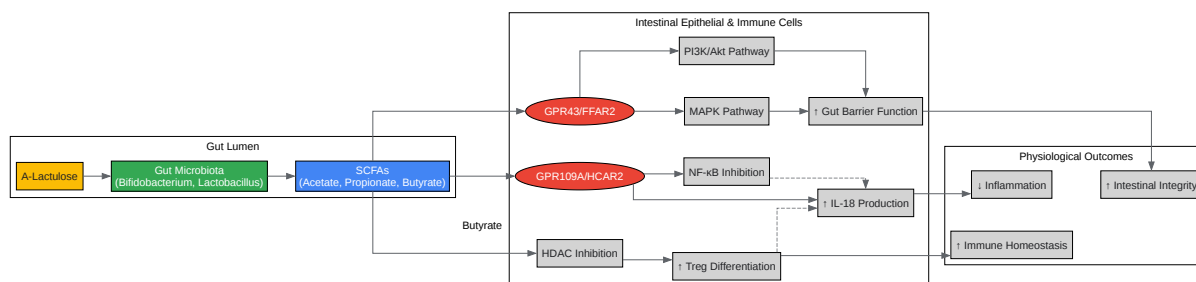 Intestinal Epithelial & Immune Cells
PI3K/Akt Pathway
GPR43/FFAR2
MAPK Pathway
↑ Gut Barrier Function
Gut Lumen
A-Lactulose
Gut Microbiota
(Bifidobacterium, Lactobacillus)
SCFAs
(Acetate, Propionate, Butyrate)
GPR109A/HCAR2
NF-κB Inhibition
↑ IL-18 Production
Physiological Outcomes
↓ Inflammation
↑ Intestinal Integrity
Butyrate
HDAC Inhibition
↑ Treg Differentiation
↑ Immune Homeostasis